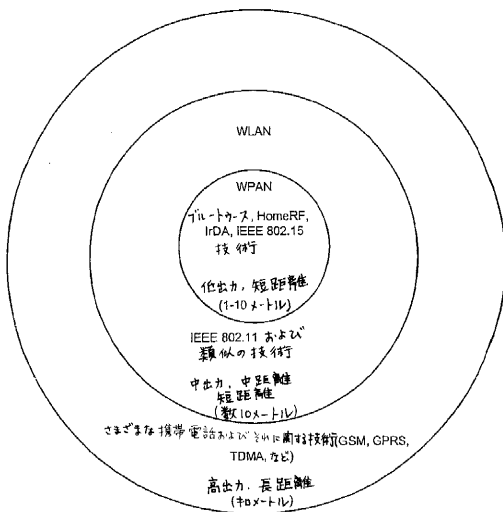 WLAN
WPAN
ブルートゥース, HomeRF,
IrDA, IEEE 802.15
技術
低出力, 短距離
(1-10メートル)
IEEE 802.11 および
類似の技術
中出力, 中距離
短距離
(数10メートル)
さまざまな携帯電話およびそれに関する技術(GSM, GPRS,
TDMA, など)
高出力, 長距離
(キロメートル)